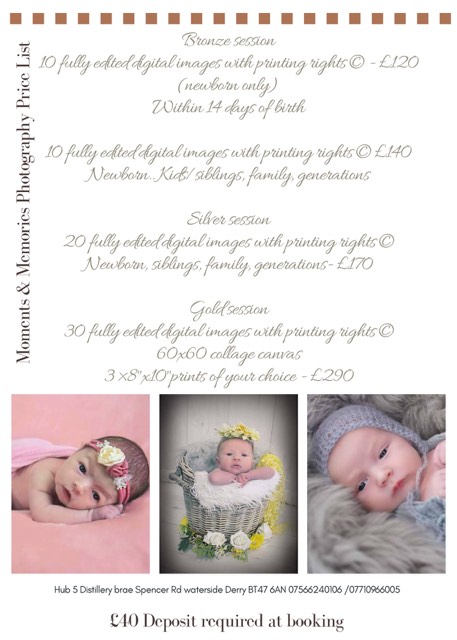 Moments & Memories Photography Price List
Bronze session
10 fully edited digital images with printing rights © - £120
(newborn only)
Within 14 days of birth
10 fully edited digital images with printing rights © £140
Newborn..Kids/ siblings, family, generations
Silver session
20 fully edited digital images with printing rights ©
Newborn, siblings, family, generations- £170
Gold session
30 fully edited digital images with printing rights ©
60x60 collage canvas
3 ×8"x10"prints of your choice - £290
Hub 5 Distillery brae Spencer Rd waterside Derry BT47 6AN 07566240106 /07710966005
£40 Deposit required at booking